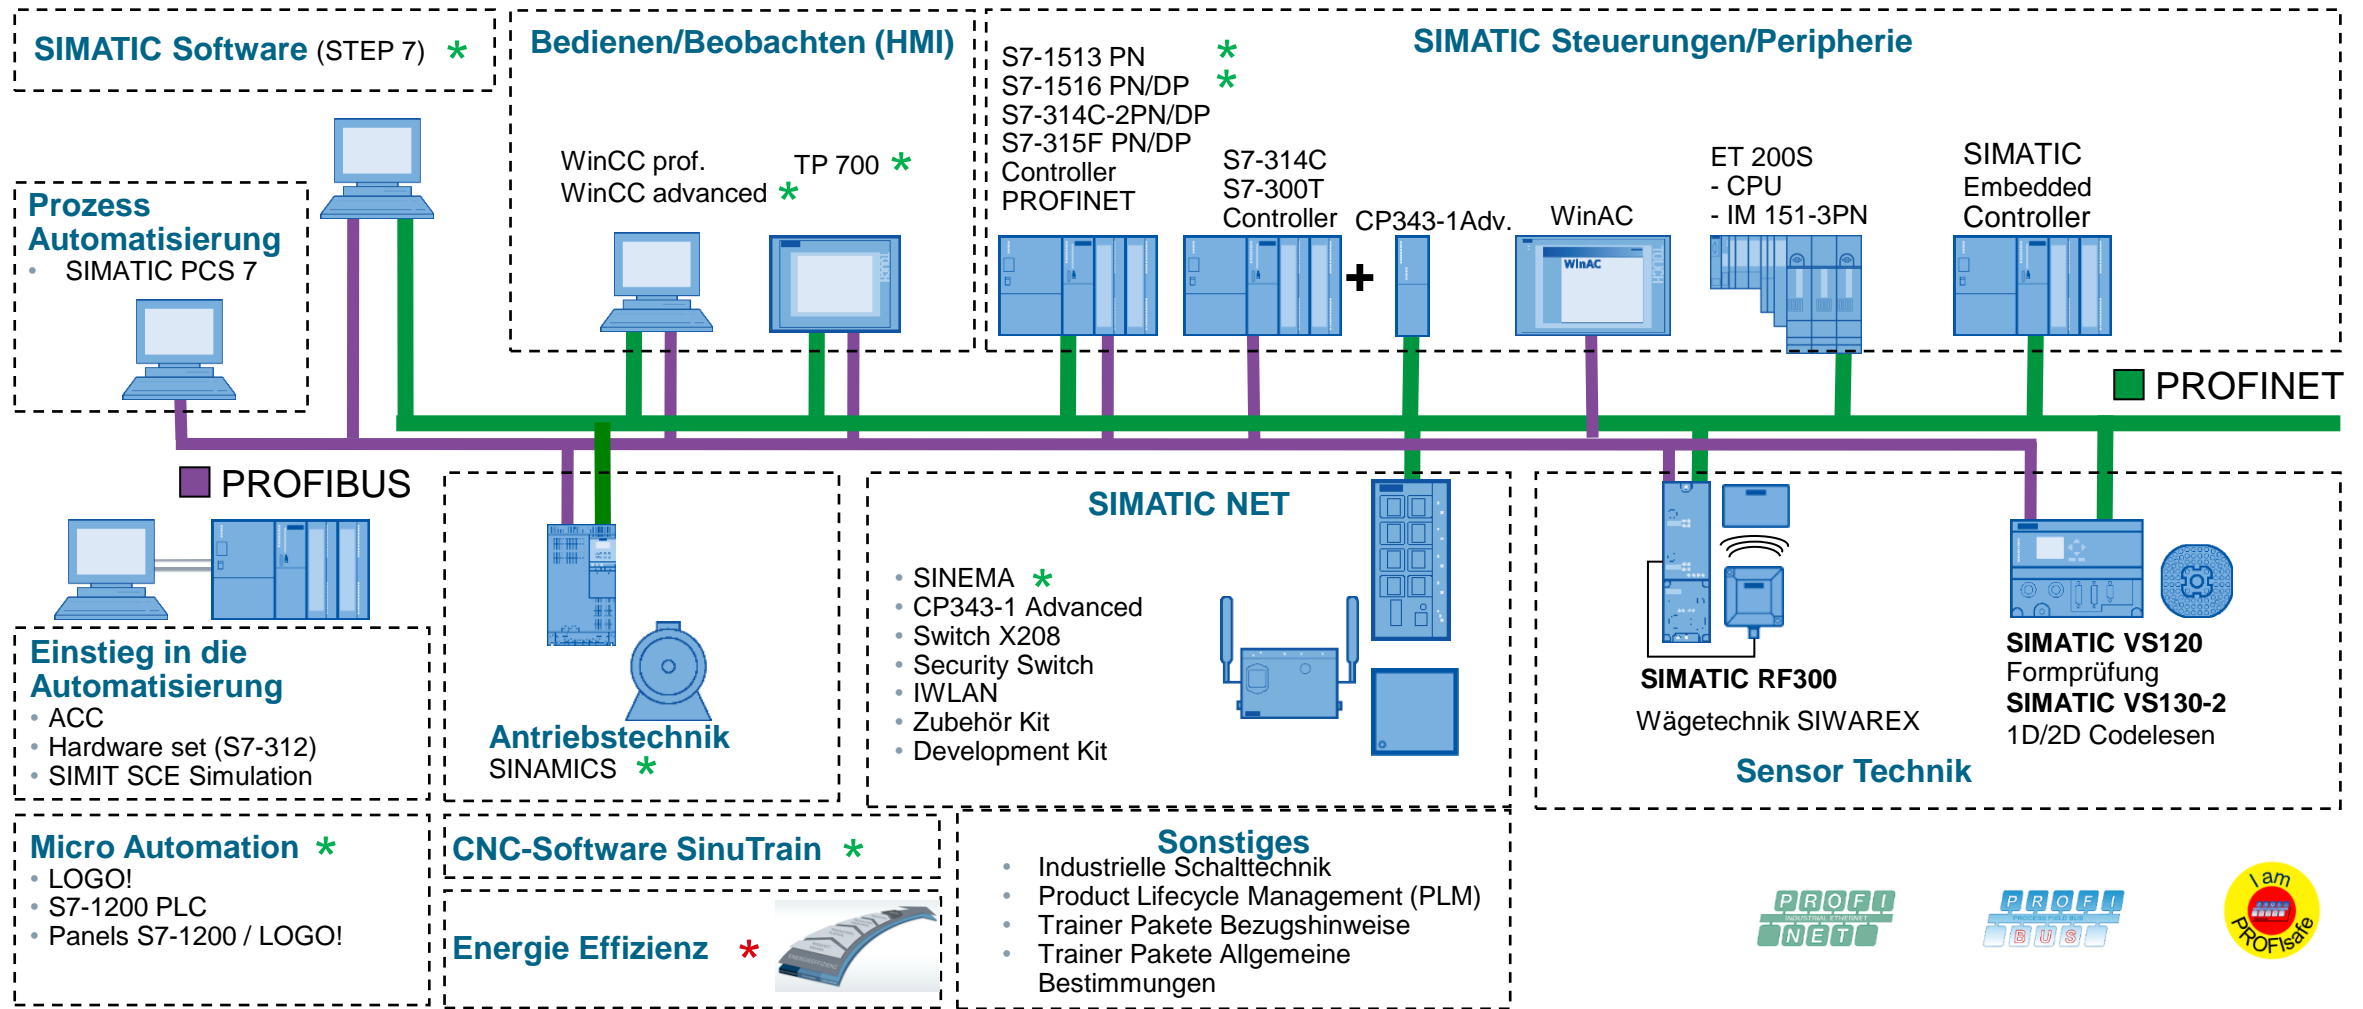 SIMATIC Software (STEP 7) *
Bedienen/Beobachten (HMI)
WinCC prof.
WinCC advanced *
TP 700 *
SIMATIC Steuerungen/Peripherie
S7-1513 PN *
S7-1516 PN/DP *
S7-314C-2PN/DP
S7-315F PN/DP
Controller
PROFINET
S7-314C
S7-300T
Controller
+
CP343-1Adv.
WinAC
WinAC
ET 200S
- CPU
- IM 151-3PN
SIMATIC
Embedded
Controller
Prozess
Automatisierung
• SIMATIC PCS 7
PROFINET
PROFIBUS
Einstieg in die
Automatisierung
• ACC
• Hardware set (S7-312)
• SIMIT SCE Simulation
Antriebstechnik
SINAMICS *
SIMATIC NET
• SINEMA *
• CP343-1 Advanced
• Switch X208
• Security Switch
• IWLAN
• Zubehör Kit
• Development Kit
SIMATIC RF300
Wägetechnik SIWAREX
SIMATIC VS120
Formprüfung
SIMATIC VS130-2
1D/2D Codelesen
Sensor Technik
Micro Automation *
• LOGO!
• S7-1200 PLC
• Panels S7-1200 / LOGO!
CNC-Software SinuTrain *
Energie Effizienz *
ENERGIEEFFIZIENZ
Sonstiges
• Industrielle Schalttechnik
• Product Lifecycle Management (PLM)
• Trainer Pakete Bezugshinweise
• Trainer Pakete Allgemeine
Bestimmungen
PROFI
INDUSTRIAL ETHERNET
NET
PROFI
PROCESS FIELD BUS
BUS
I am
PROFIsafe